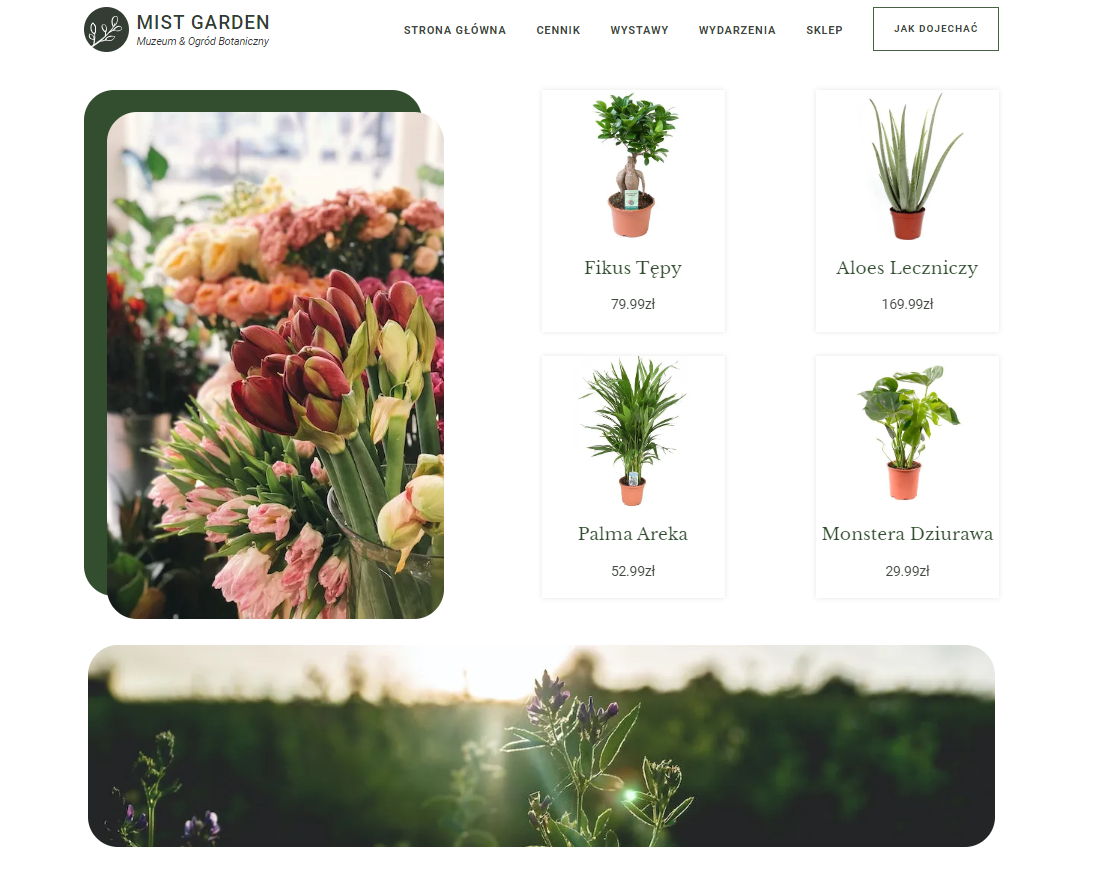 MIST GARDEN
Muzeum & Ogród Botaniczny
STRONA GŁÓWNA
CENNIK
WYSTAWY
WYDARZENIA
SKLEP
JAK DOJECHAĆ
Fikus Tępy
79.99zł
Aloes Leczniczy
169.99zł
Palma Areka
52.99zł
Monstera Dziurawa
29.99zł